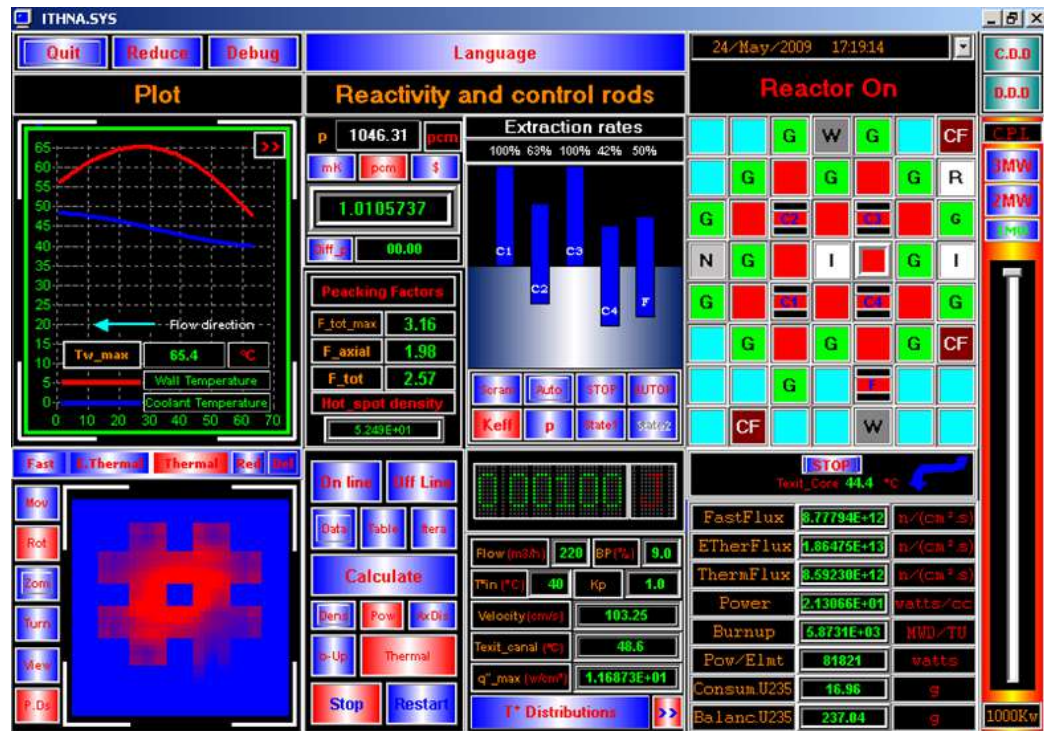 ITHNA.SYS
Quit Reduce Debug
Language
24/May/2009 17:19:14
C.D.D
Plot
Reactivity and control rods
Reactor On
D.D.D
>>
65
60
55
50
45
40
35
30
25
20
15
10
5
0
0 10 20 30 40 50 60 70
Flow direction
Tw_max 65.4 °C
Wall Temperature
Coolant Temperature
p 1046.31 pcm
mK pcm $
1.0105737
Diff_p 00.00
Peacking Factors
F_tot_max 3.16
F_axial 1.98
F_tot 2.57
Hot_spot density
5.249E+01
Extraction rates
100% 63% 100% 42% 50%
C1 C2 C3 C4 F
Scram Auto STOP AUTOP
Keff p State1 State2
G W G CF
G G G R
G C2 C3 G
N G I G I
G C1 C4 G
G G G CF
G F
CF W
CPL
3MW
2MW
1MW
1000Kw
Fast E.Thermal Thermal Red Del
Mov
Rot
Zom
Turn
View
P.Ds
On line Off Line
Data Table Itera
Calculate
Dens Pow AxDis
b-Up Thermal
Stop Restart
00100
Flow (m3/h) 220 BP(%) 9.0
T°in (°C) 40 Kp 1.0
Velocity (cm/s) 103.25
Texit_canal (°C) 48.6
q"_max (w/cm²) 1.16873E+01
T° Distributions >>
STOP
Texit_Core 44.4 °C
FastFlux 8.77794E+12 n/(cm².s)
ETherFlux 1.86475E+13 n/(cm².s)
ThermFlux 8.59230E+12 n/(cm².s)
Power 2.13066E+01 watts/cc
Burnup 5.8731E+03 MWD/TU
Pow/Elmt 81821 watts
Consum.U235 16.96 g
Balanc.U235 237.04 g